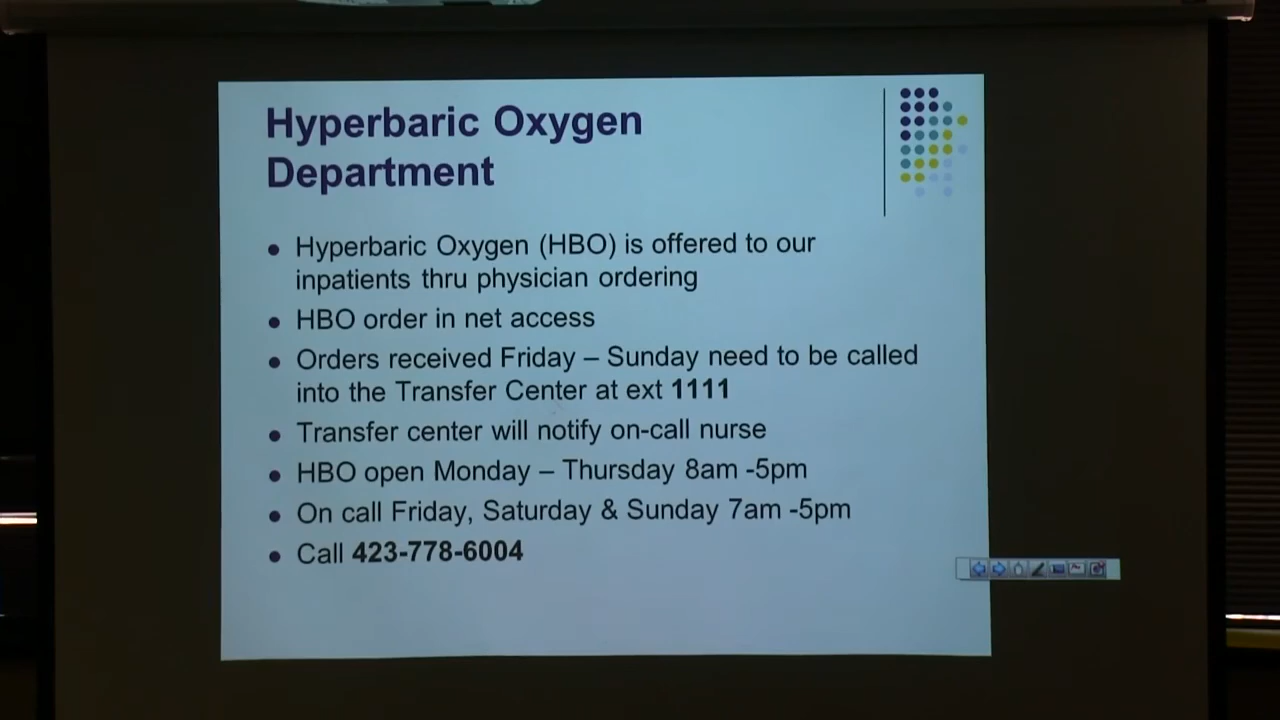 Hyperbaric Oxygen
Department
Hyperbaric Oxygen (HBO) is offered to our
inpatients thru physician ordering
HBO order in net access
Orders received Friday – Sunday need to be called
into the Transfer Center at ext 1111
Transfer center will notify on-call nurse
HBO open Monday – Thursday 8am -5pm
On call Friday, Saturday & Sunday 7am -5pm
Call 423-778-6004